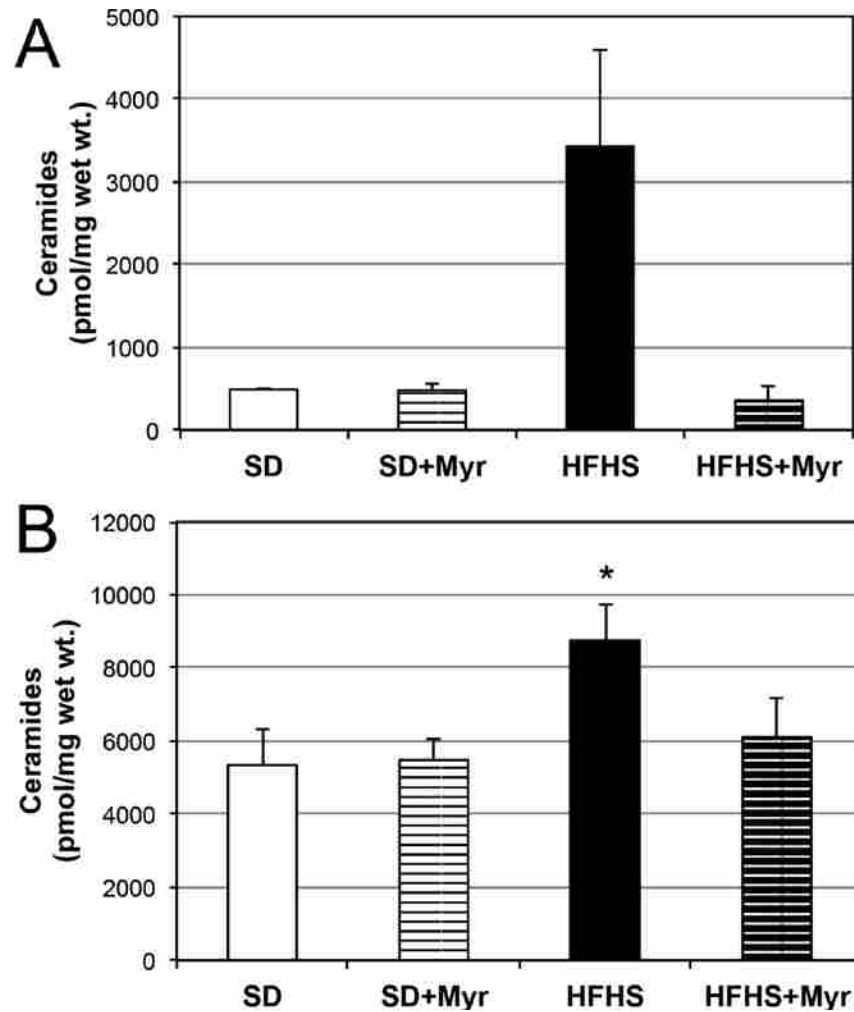 A
Ceramides
(pmol/mg wet wt.)
5000
4000
3000
2000
1000
0
SD SD+Myr HFHS HFHS+Myr
B
Ceramides
(pmol/mg wet wt.)
12000
10000
8000
6000
4000
2000
0
*
SD SD+Myr HFHS HFHS+Myr